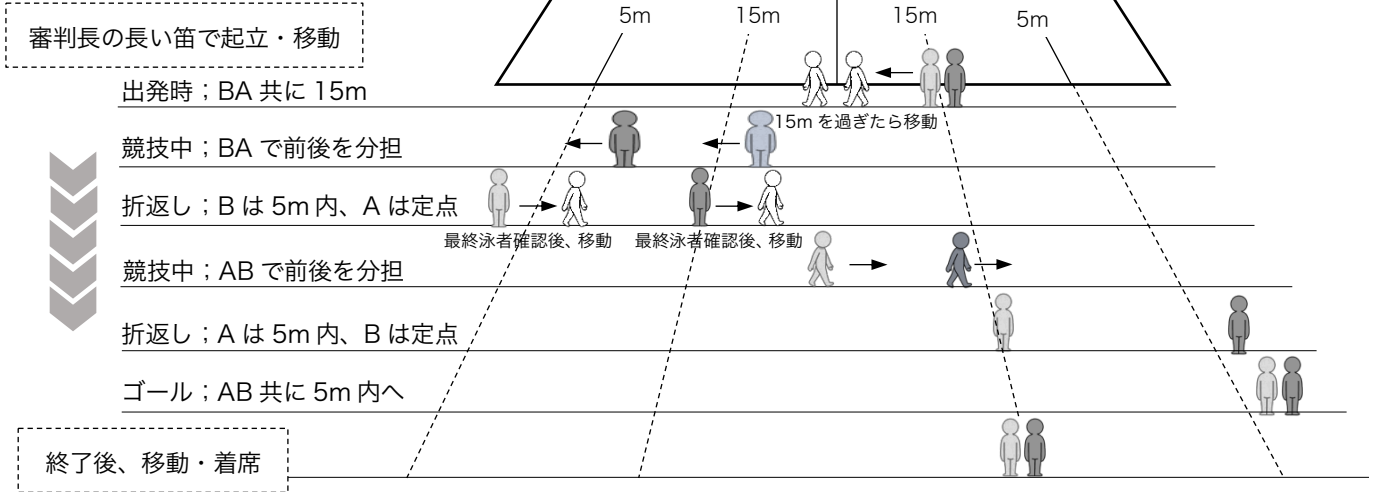 5m 15m 15m 5m
審判長の長い笛で起立・移動
出発時；BA 共に 15m
15m を過ぎたら移動
競技中；BA で前後を分担
折返し；B は 5m 内、A は定点
最終泳者確認後、移動 最終泳者確認後、移動
競技中；AB で前後を分担
折返し；A は 5m 内、B は定点
ゴール；AB 共に 5m 内へ
終了後、移動・着席